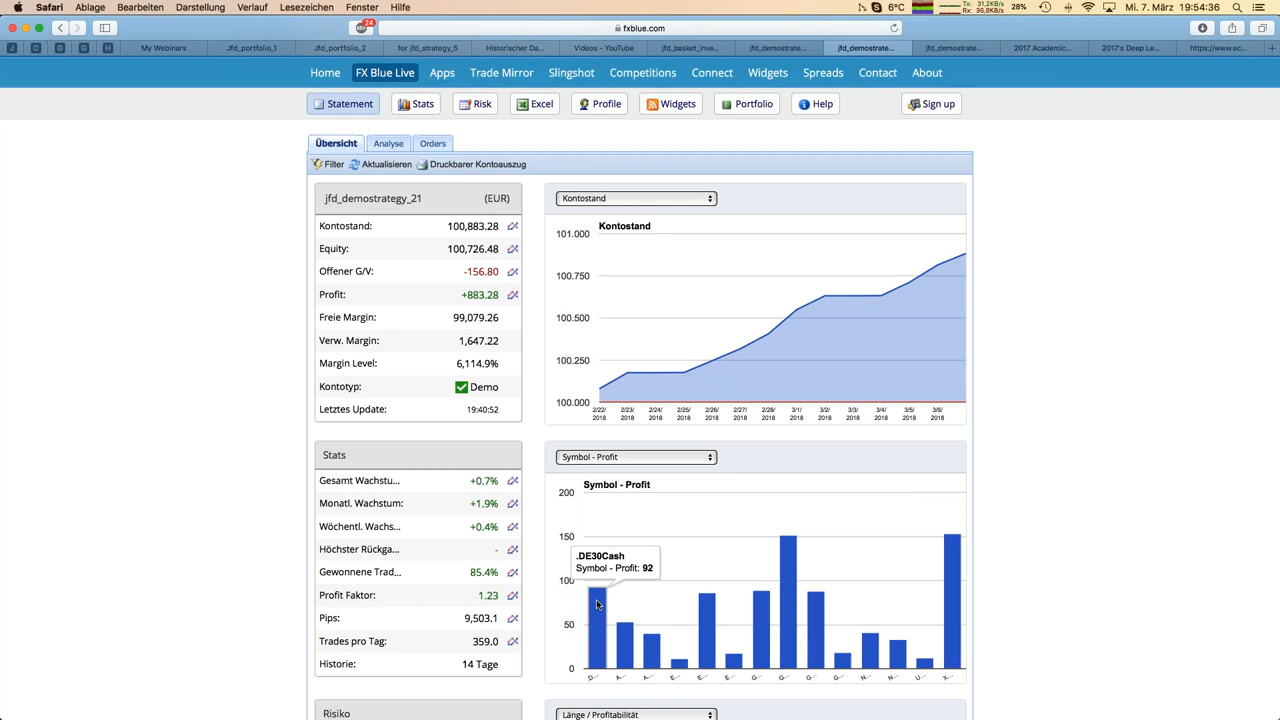 Safari Ablage Bearbeiten Darstellung Verlauf Lesezeichen Fenster Hilfe 6°C Tx: 31,2KB/s Rx: 36,8KB/s 28% Mi. 7. März 19:54:36
24 fxblue.com
J C G G H My Webinars Jfd_portfolio_1 Jfd_portfolio_2 for jfd_strategy_5 Historischer Da... Videos - YouTube jfd_basket_inve... jfd_demostrate... jfd_demostrate... jfd_demostrate... 2017 Academic... 2017's Deep Le... https://www.ec...
Home FX Blue Live Apps Trade Mirror Slingshot Competitions Connect Widgets Spreads Contact About
Statement Stats Risk Excel Profile Widgets Portfolio Help Sign up
Übersicht Analyse Orders
Filter Aktualisieren Druckbarer Kontoauszug
jfd_demostrategy_21 (EUR)
Kontostand: 100,883.28
Equity: 100,726.48
Offener G/V: -156.80
Profit: +883.28
Freie Margin: 99,079.26
Verw. Margin: 1,647.22
Margin Level: 6,114.9%
Kontotyp: Demo
Letztes Update: 19:40:52
Kontostand
Kontostand
101.000
100.750
100.500
100.250
100.000
2/22/ 2018 2/23/ 2018 2/24/ 2018 2/25/ 2018 2/26/ 2018 2/27/ 2018 2/28/ 2018 3/1/ 2018 3/2/ 2018 3/3/ 2018 3/4/ 2018 3/5/ 2018 3/6/ 2018
Stats
Gesamt Wachstu... +0.7%
Monatl. Wachstum: +1.9%
Wöchentl. Wachs... +0.4%
Höchster Rückga... -
Gewonnene Trad... 85.4%
Profit Faktor: 1.23
Pips: 9,503.1
Trades pro Tag: 359.0
Historie: 14 Tage
Symbol - Profit
Symbol - Profit
200
150
100
50
0
.DE30Cash
Symbol - Profit: 92
D... A... A... E... E... E... G... G... G... G... N... N... U... X...
Risiko
Länge / Profitabilität